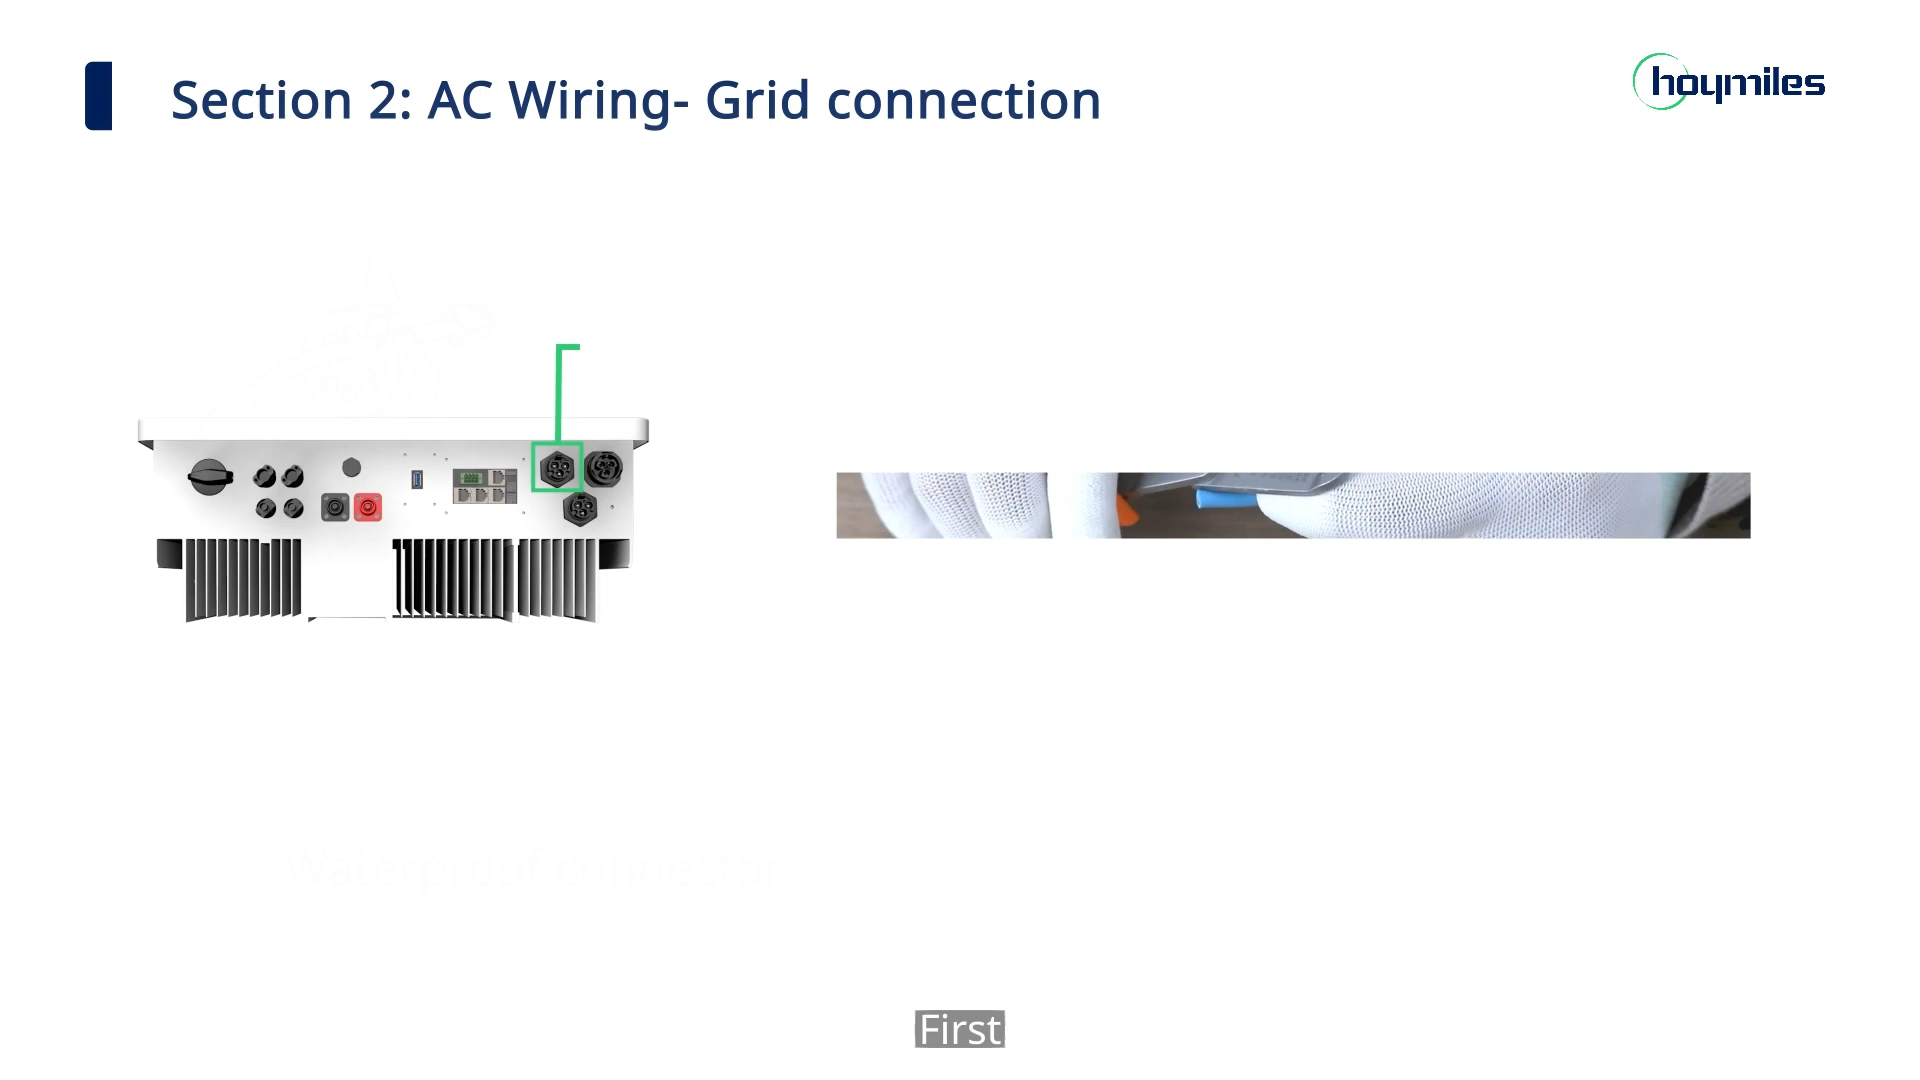 Section 2: AC Wiring- Grid connection
hoymiles
Waterproof connector
First